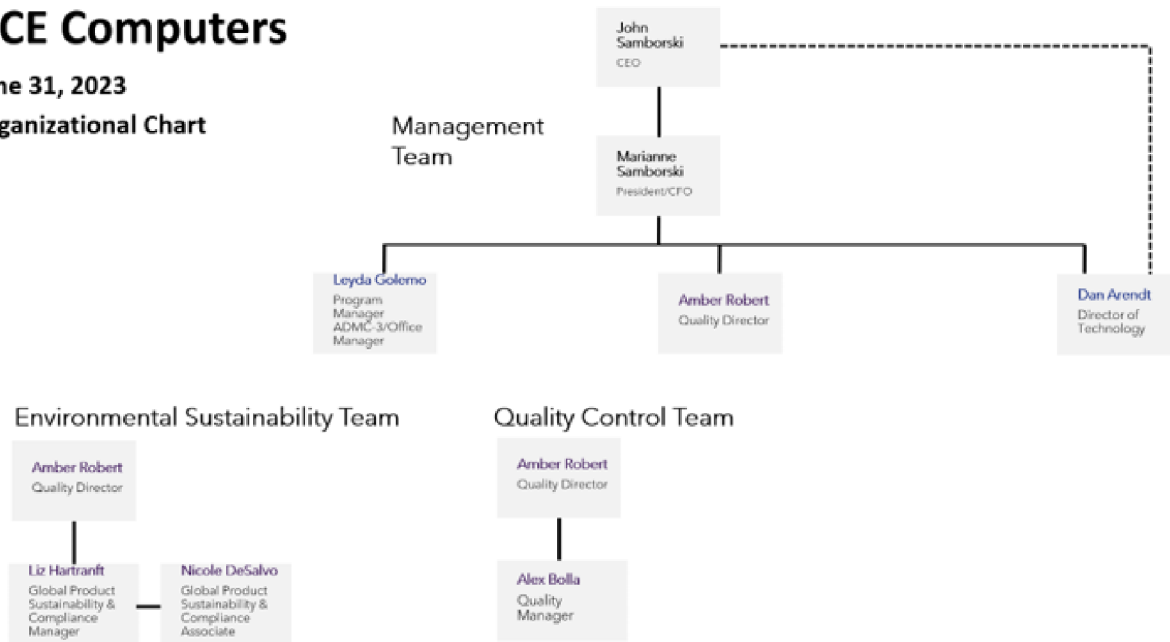 CE Computers
ne 31, 2023
ganizational Chart
John
Samborski
CEO
Management
Team
Marianne
Samborski
President/CFO
Leyda Golemo
Program
Manager
ADMC-3/Office
Manager
Amber Robert
Quality Director
Dan Arendt
Director of
Technology
Environmental Sustainability Team
Amber Robert
Quality Director
Liz Hartranft
Global Product
Sustainability &
Compliance
Manager
Nicole DeSalvo
Global Product
Sustainability &
Compliance
Associate
Quality Control Team
Amber Robert
Quality Director
Alex Bolla
Quality
Manager